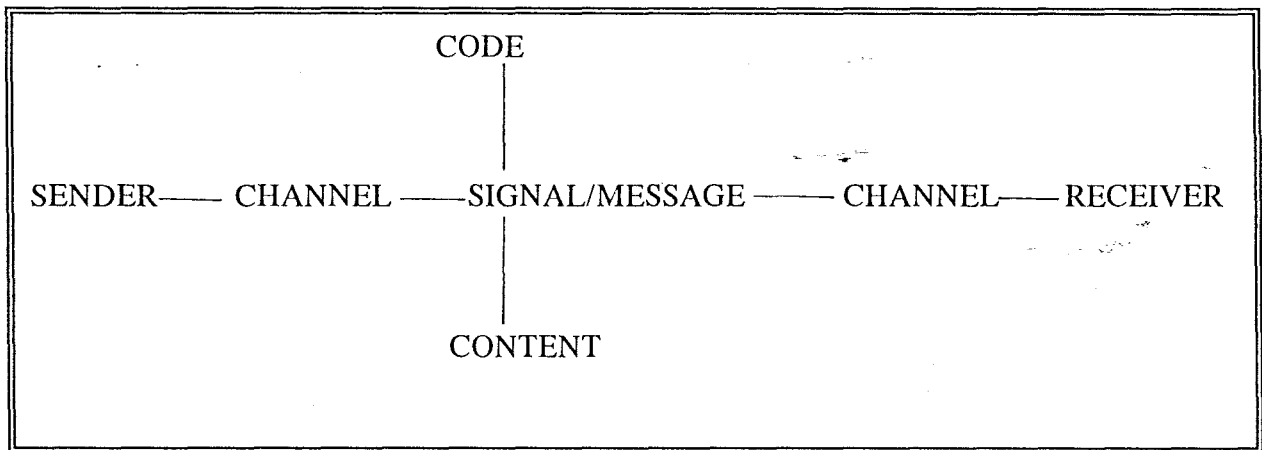 CODE
SENDER CHANNEL SIGNAL/MESSAGE CHANNEL RECEIVER
CONTENT